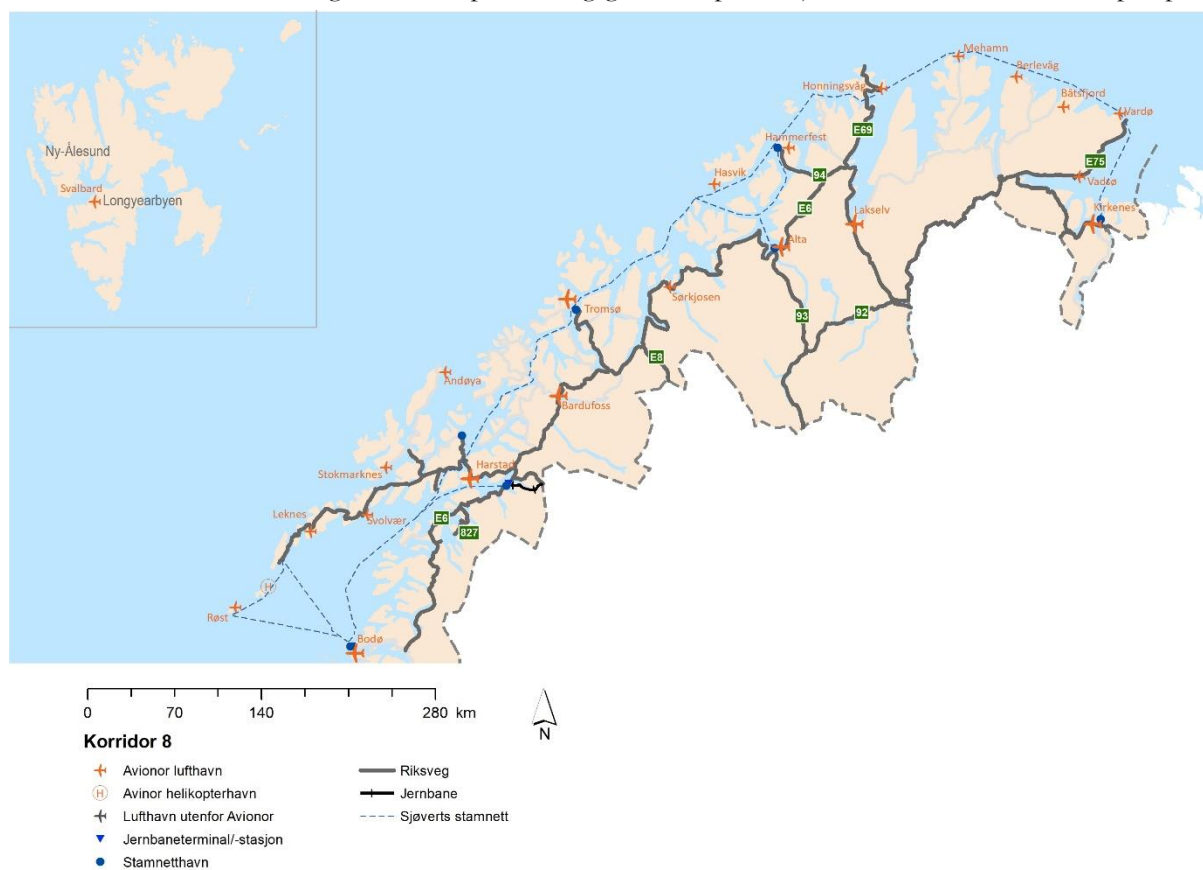 Mehamn
Berlevåg
Honningsvåg
Båtsfjord
Vardø
E69
Hammerfest
Ny-Ålesund
E75
Hasvik
94
Vadsø
Svalbard
Longyearbyen
E6
Kirkenes
Lakselv
Alta
Sørkjosen
Tromsø
93
92
E8
Andøya
Bardufoss
Stokmarknes
Harstad
Leknes
Svolvær
E6
827
H
Røst
Bodø
0 70 140 280 km
N
Korridor 8
Avionor lufthavn
Riksveg
H Avinor helikopterhavn
Jernbane
Lufthavn utenfor Avionor
Sjøverts stamnett
Jernbaneterminal/-stasjon
Stamnetthavn